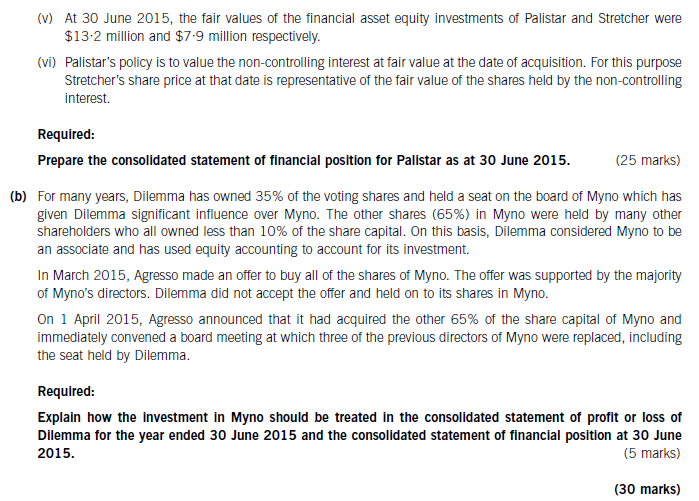 (v) At 30 June 2015, the fair values of the financial asset equity investments of Palistar and Stretcher were
$13·2 million and $7·9 million respectively.
(vi) Palistar's policy is to value the non-controlling interest at fair value at the date of acquisition. For this purpose
Stretcher's share price at that date is representative of the fair value of the shares held by the non-controlling
interest.
Required:
Prepare the consolidated statement of financial position for Palistar as at 30 June 2015. (25 marks)
(b) For many years, Dilemma has owned 35% of the voting shares and held a seat on the board of Myno which has
given Dilemma significant influence over Myno. The other shares (65%) in Myno were held by many other
shareholders who all owned less than 10% of the share capital. On this basis, Dilemma considered Myno to be
an associate and has used equity accounting to account for its investment.
In March 2015, Agresso made an offer to buy all of the shares of Myno. The offer was supported by the majority
of Myno's directors. Dilemma did not accept the offer and held on to its shares in Myno.
On 1 April 2015, Agresso announced that it had acquired the other 65% of the share capital of Myno and
immediately convened a board meeting at which three of the previous directors of Myno were replaced, including
the seat held by Dilemma.
Required:
Explain how the investment in Myno should be treated in the consolidated statement of profit or loss of
Dilemma for the year ended 30 June 2015 and the consolidated statement of financial position at 30 June
2015. (5 marks)
(30 marks)